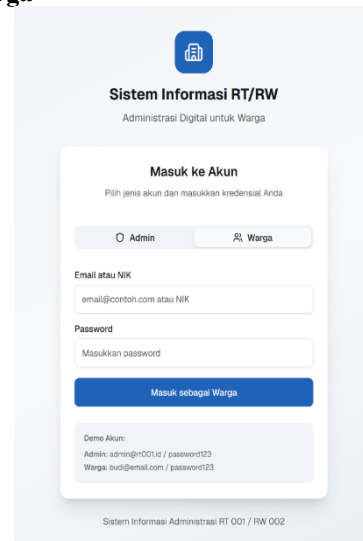 Sistem Informasi RT/RW
Administrasi Digital untuk Warga
Masuk ke Akun
Pilih jenis akun dan masukkan kredensial Anda
Admin
Warga
Email atau NIK
email@contoh.com atau NIK
Password
Masukkan password
Masuk sebagai Warga
Demo Akun:
Admin: admin@rt001.id / password123
Warga: budi@email.com / password123
Sistem Informasi Administrasi RT 001 / RW 002